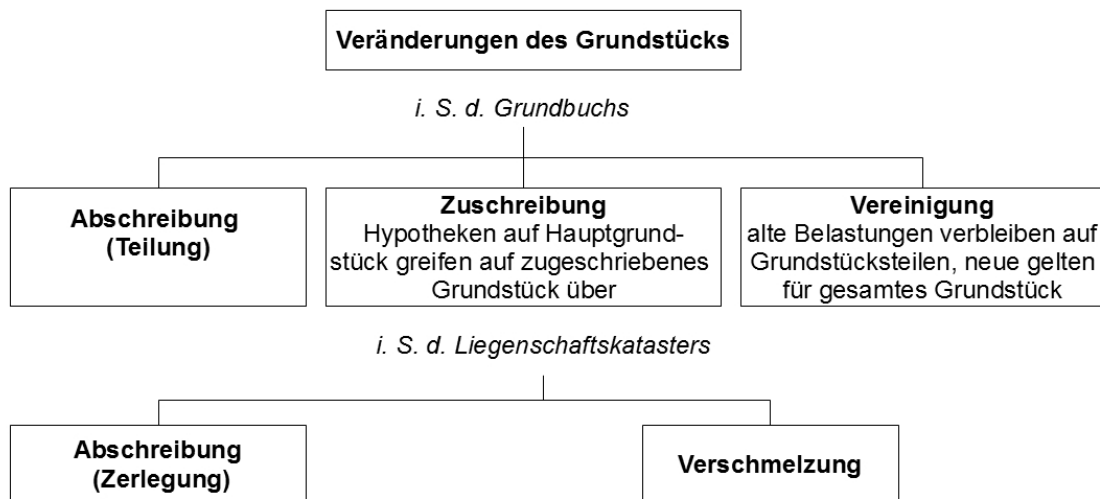 Veränderungen des Grundstücks
i. S. d. Grundbuchs
Abschreibung
(Teilung)
Zuschreibung
Hypotheken auf Hauptgrund-
stück greifen auf zugeschriebenes
Grundstück über
Vereinigung
alte Belastungen verbleiben auf
Grundstücksteilen, neue gelten
für gesamtes Grundstück
i. S. d. Liegenschaftskatasters
Abschreibung
(Zerlegung)
Verschmelzung